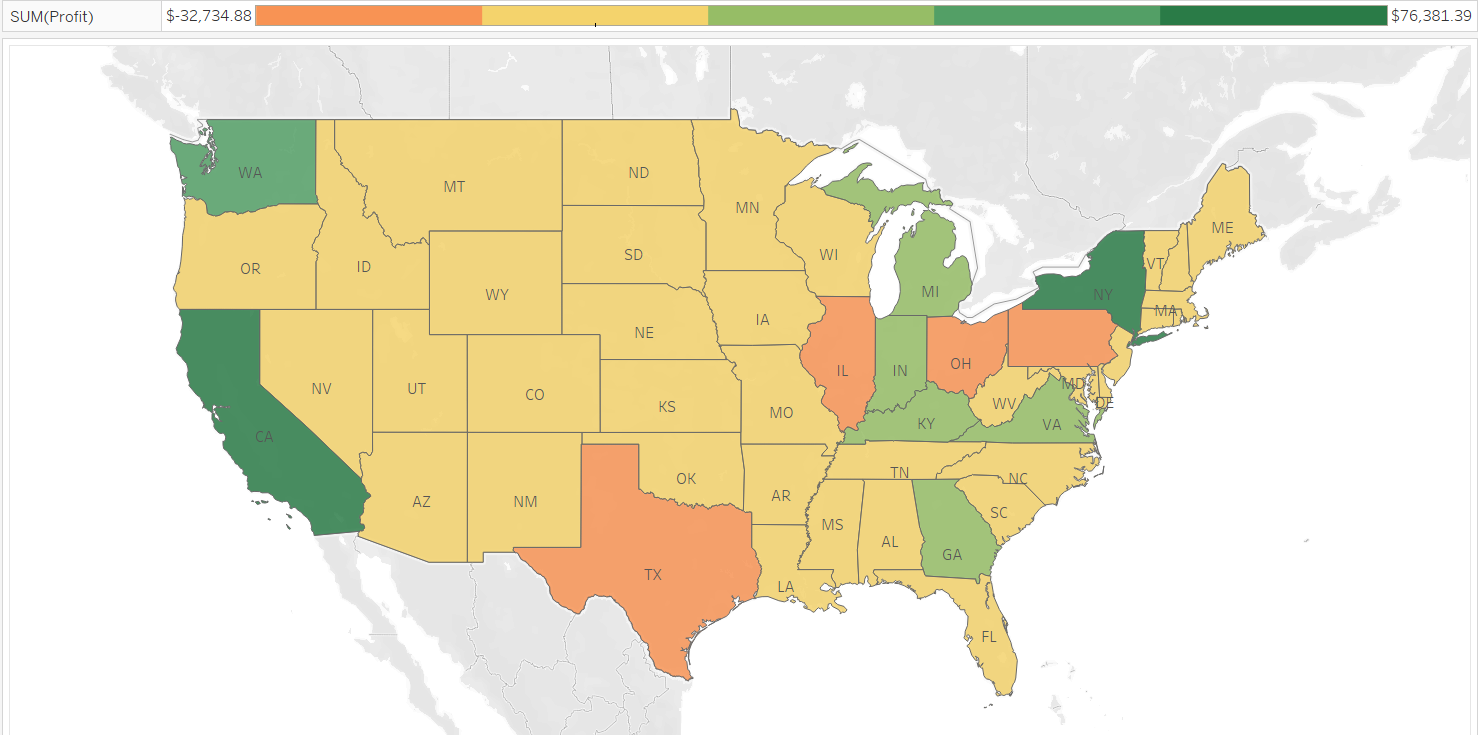 SUM(Profit) $-32,734.88 $76,381.39
WA
MT
ND
MN
ME
OR
ID
SD
WI
VT
WY
MI
NY
IA
MA
NE
NV
UT
CO
IL
IN
OH
KS
MO
WV
MD
DE
CA
KY
VA
AZ
NM
OK
AR
TN
NC
MS
AL
SC
GA
TX
LA
FL